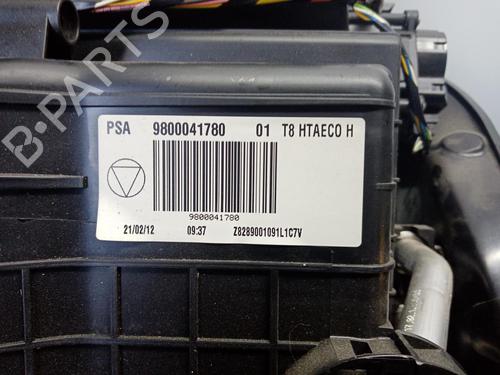 B-PARTS
PSA 9800041780 01 T8 HTAECO H
9800041780
21/02/12 09:37 Z8289001091L1C7V